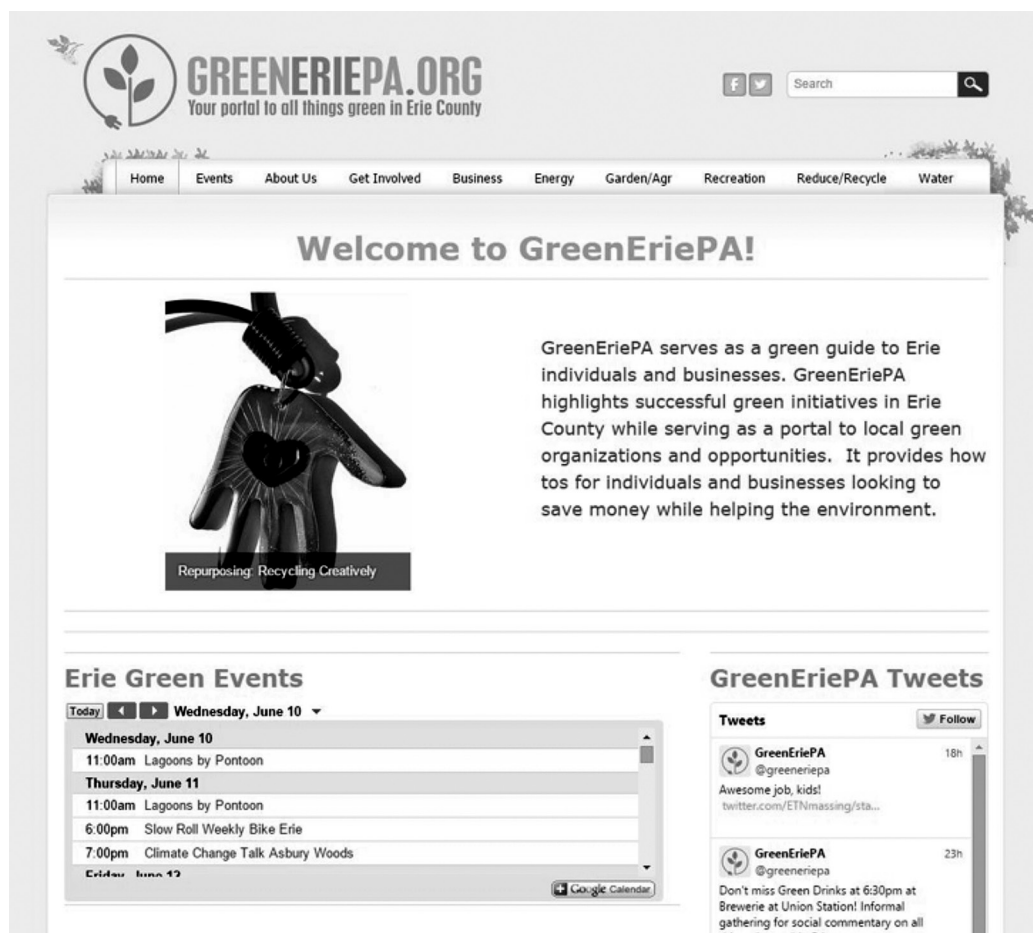 GREENERIEPA.ORG
Your portal to all things green in Erie County
Search
Home Events About Us Get Involved Business Energy Garden/Agr Recreation Reduce/Recycle Water
Welcome to GreenEriePA!
GreenEriePA serves as a green guide to Erie
individuals and businesses. GreenEriePA
highlights successful green initiatives in Erie
County while serving as a portal to local green
organizations and opportunities.  It provides how
tos for individuals and businesses looking to
save money while helping the environment.
Repurposing: Recycling Creatively
Erie Green Events
Today Wednesday, June 10
Wednesday, June 10
11:00am Lagoons by Pontoon
Thursday, June 11
11:00am Lagoons by Pontoon
6:00pm Slow Roll Weekly Bike Erie
7:00pm Climate Change Talk Asbury Woods
Friday, June 12
Google Calendar
GreenEriePA Tweets
Tweets Follow
GreenEriePA 18h
@greeneriepa
Awesome job, kids!
twitter.com/ETNmassing/sta...
GreenEriePA 23h
@greeneriepa
Don't miss Green Drinks at 6:30pm at
Brewerie at Union Station! Informal
gathering for social commentary on all